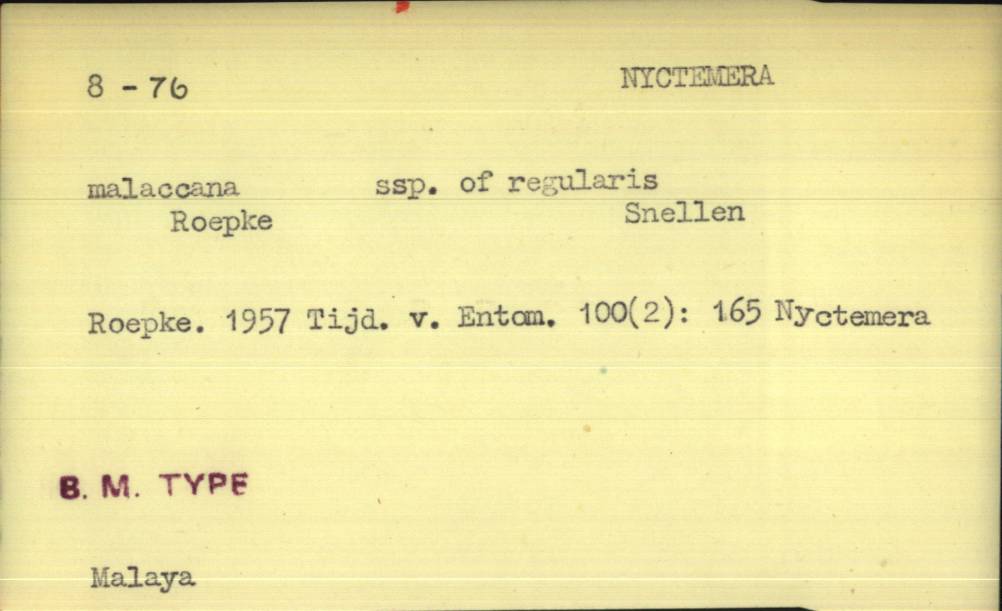 8 - 76 NYCTEMERA
malaccana ssp. of regularis
Roepke Snellen
Roepke. 1957 Tijd. v. Entom. 100(2): 165 Nyctemera
B. M. TYPE
Malaya